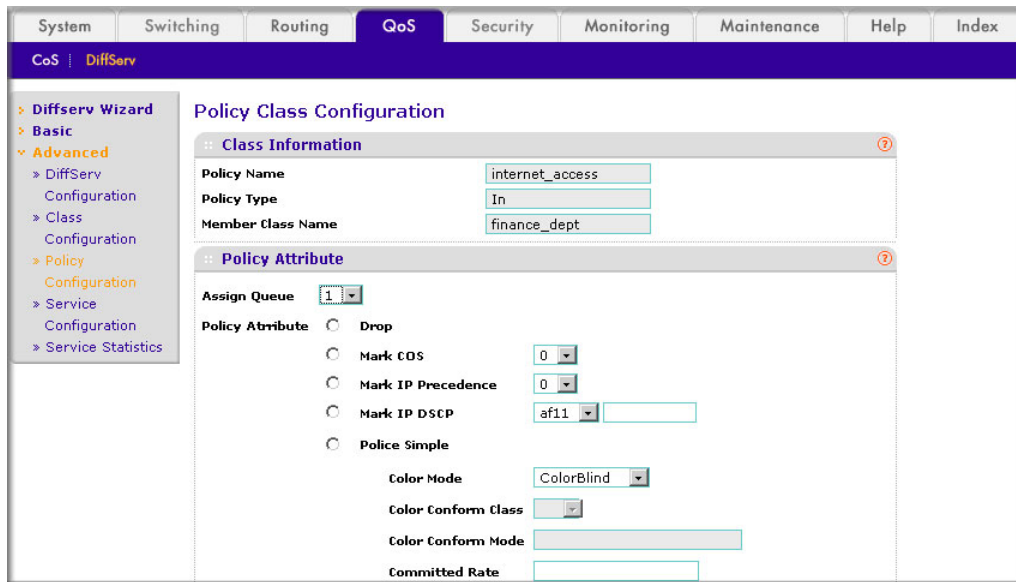 System Switching Routing QoS Security Monitoring Maintenance Help Index
CoS | DiffServ
Diffserv Wizard
Basic
Advanced
» DiffServ
Configuration
» Class
Configuration
» Policy
Configuration
» Service
Configuration
» Service Statistics
Policy Class Configuration
Class Information
Policy Name internet_access
Policy Type In
Member Class Name finance_dept
Policy Attribute
Assign Queue 1
Policy Attribute Drop
Mark COS 0
Mark IP Precedence 0
Mark IP DSCP af11
Police Simple
Color Mode ColorBlind
Color Conform Class
Color Conform Mode
Committed Rate